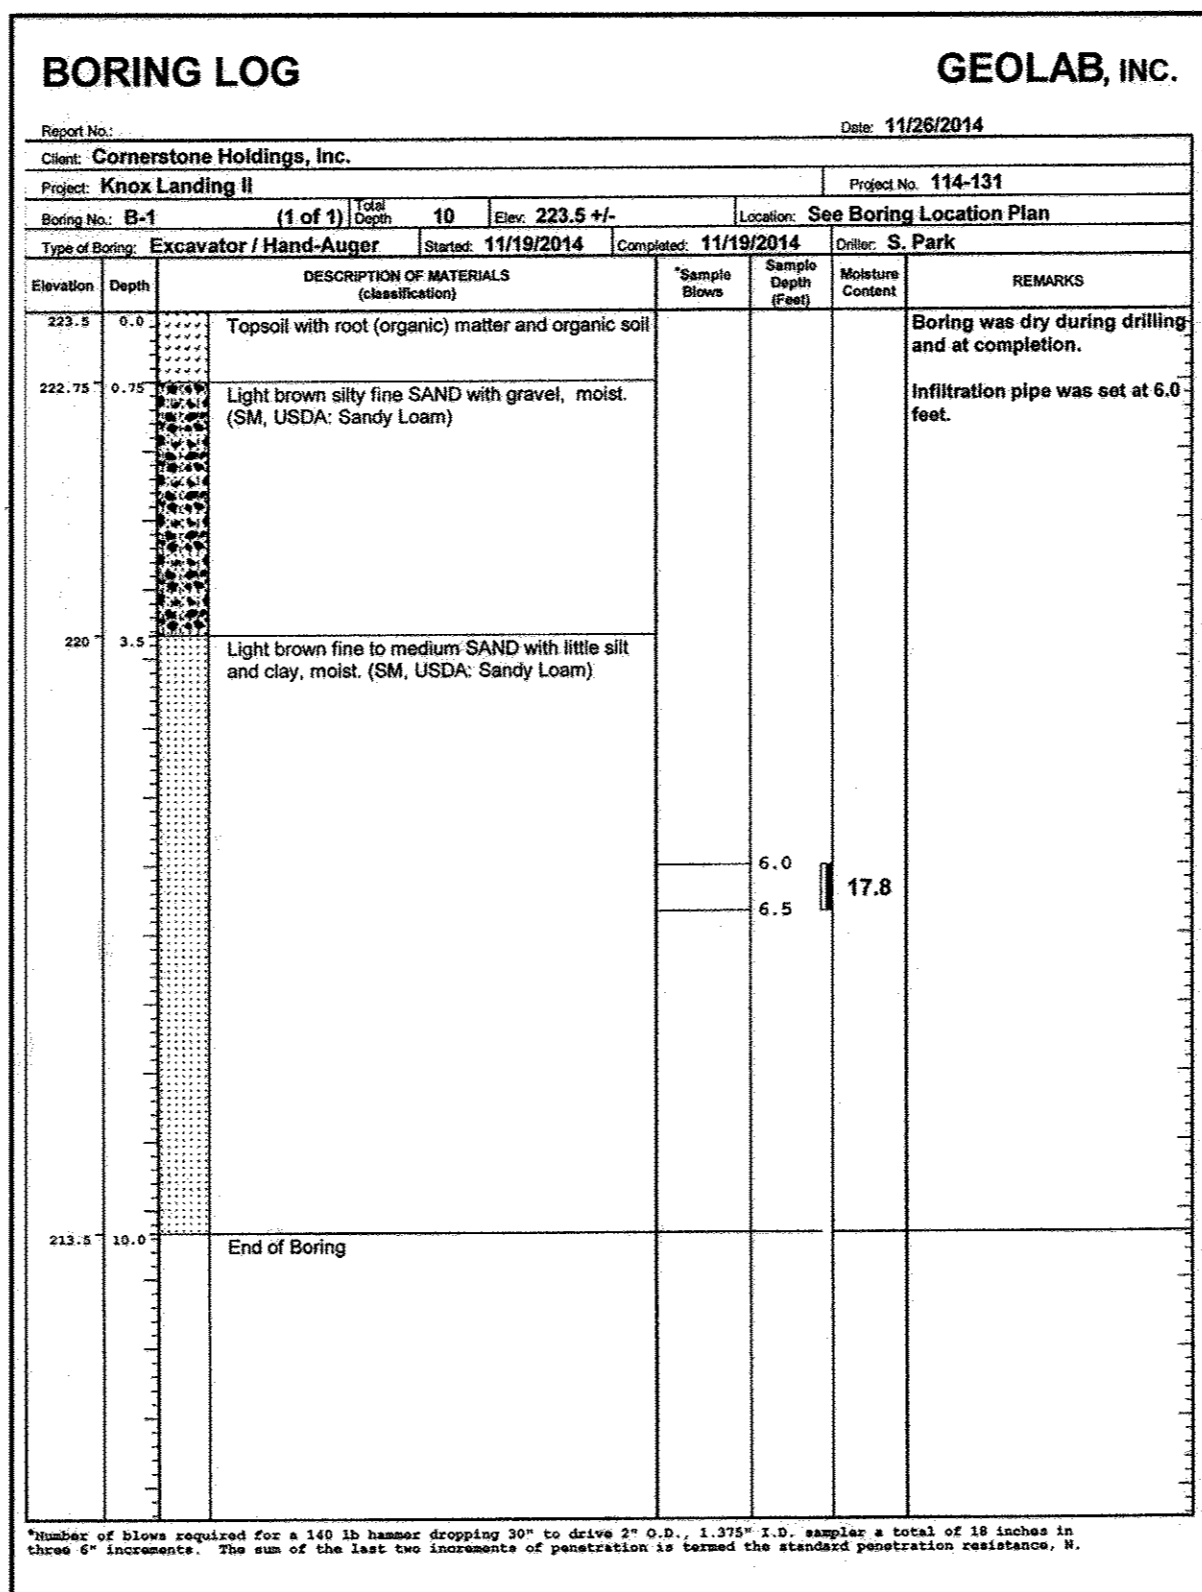 BORING LOG
GEOLAB, INC.
Report No.:
Date: 11/26/2014
Client: Cornerstone Holdings, Inc.
Project: Knox Landing II
Project No. 114-131
Boring No.: B-1 (1 of 1)
Total Depth 10
Elev: 223.5 +/-
Location: See Boring Location Plan
Type of Boring: Excavator / Hand-Auger
Started: 11/19/2014
Completed: 11/19/2014
Driller: S. Park
Elevation
Depth
DESCRIPTION OF MATERIALS
(classification)
*Sample
Blows
Sample
Depth
(Feet)
Moisture
Content
REMARKS
223.5 0.0 Topsoil with root (organic) matter and organic soil
Boring was dry during drilling
and at completion.
222.75 0.75 Light brown silty fine SAND with gravel, moist.
(SM, USDA: Sandy Loam)
Infiltration pipe was set at 6.0
feet.
220 3.5 Light brown fine to medium SAND with little silt
and clay, moist. (SM, USDA: Sandy Loam)
6.0
17.8
6.5
213.5 10.0 End of Boring
*Number of blows required for a 140 lb hammer dropping 30" to drive 2" O.D., 1.375" I.D. sampler a total of 18 inches in
three 6" increments. The sum of the last two increments of penetration is termed the standard penetration resistance, N.